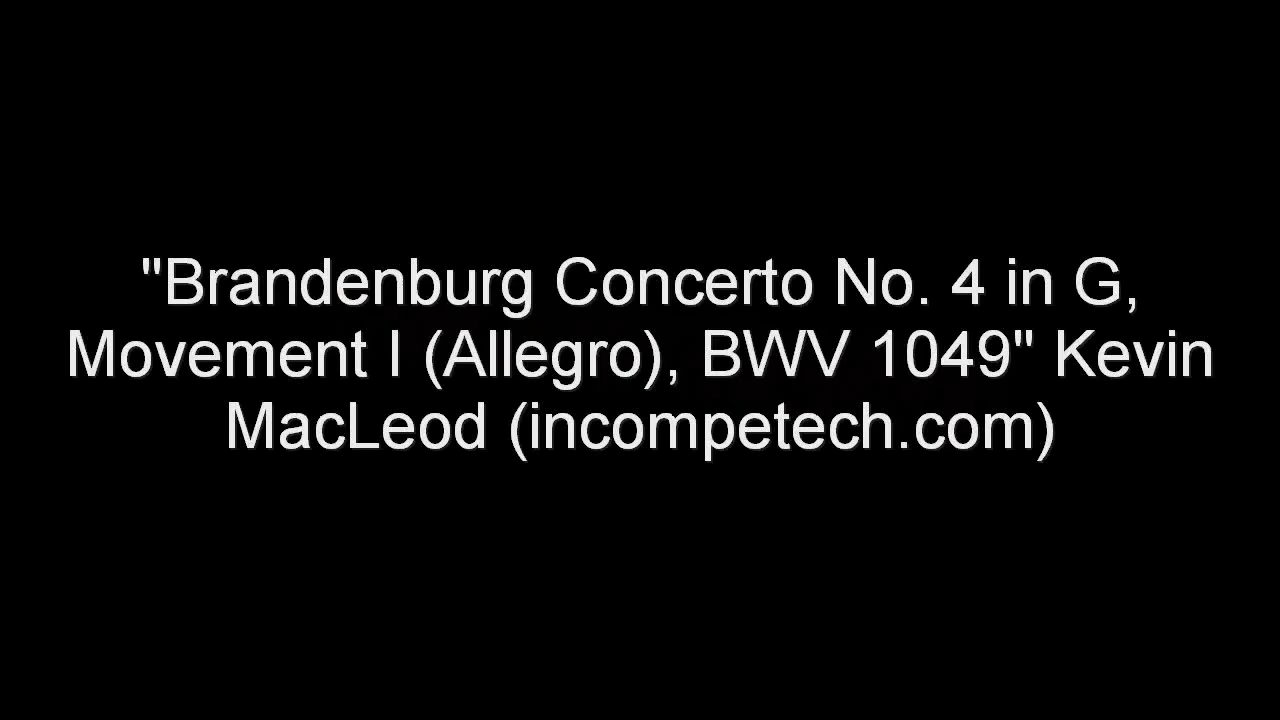 "Brandenburg Concerto No. 4 in G,
Movement I (Allegro), BWV 1049" Kevin
MacLeod (incompetech.com)